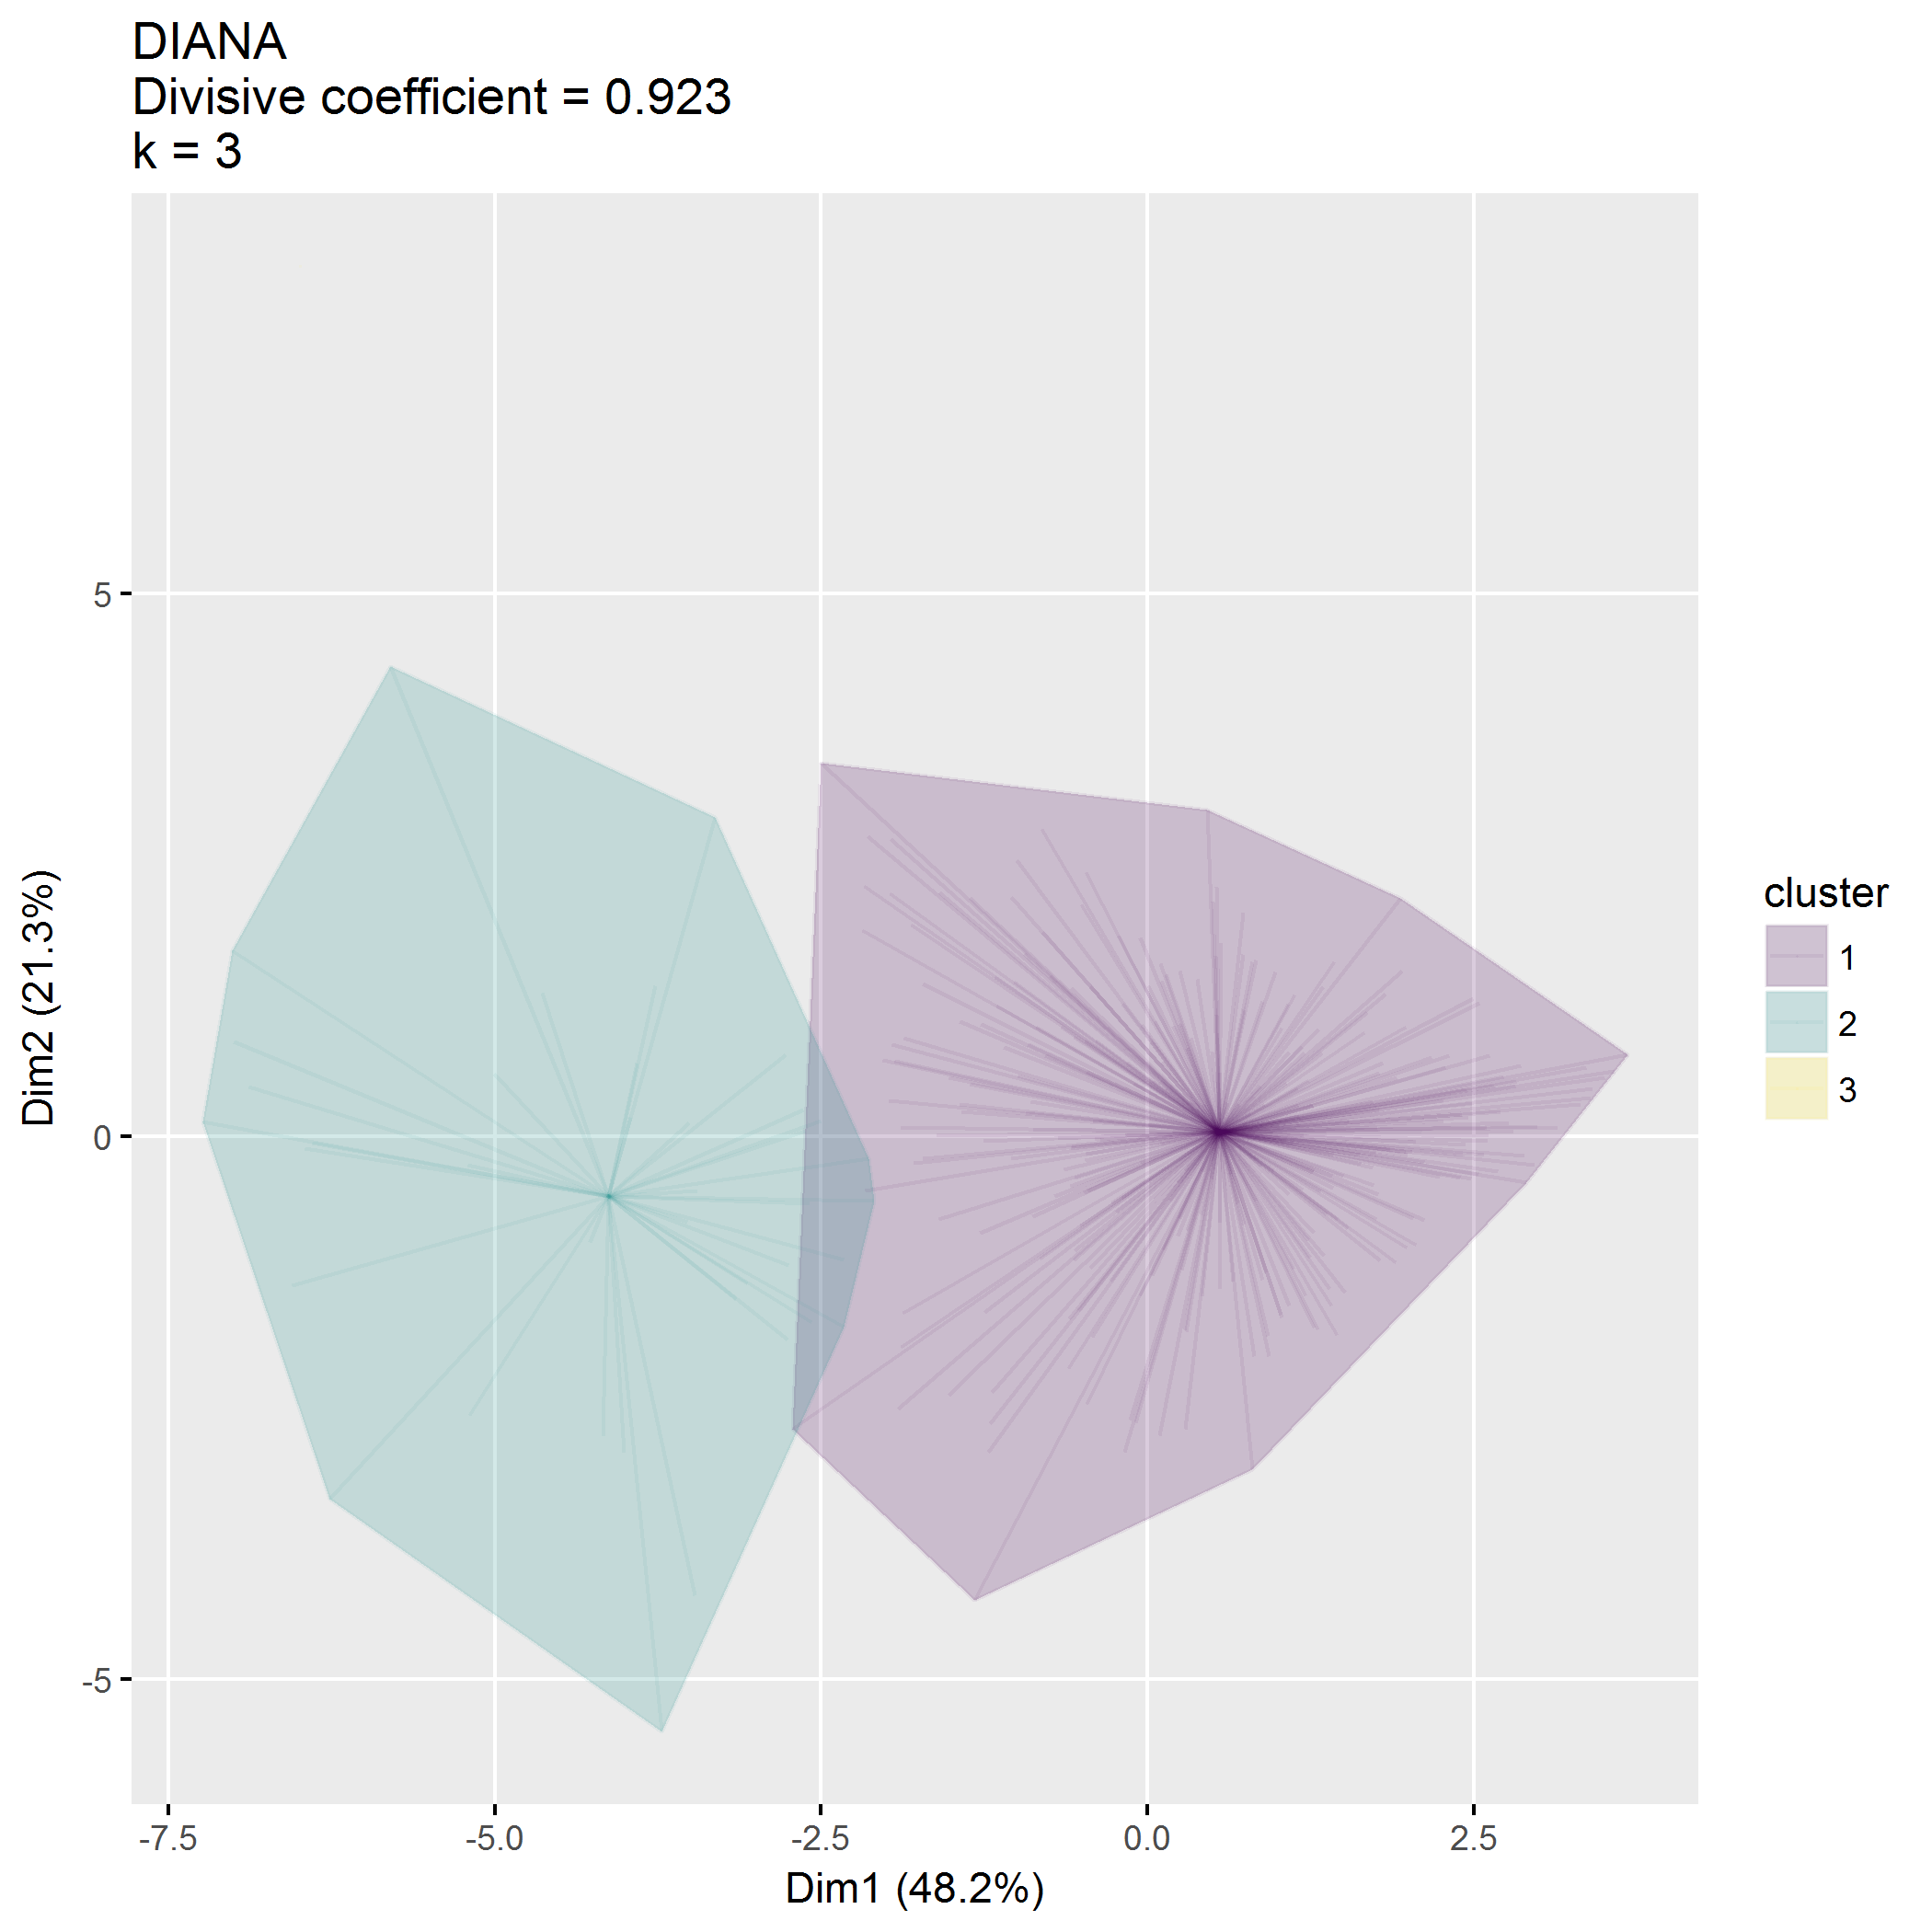 DIANA
Divisive coefficient = 0.923
k = 3
5
0
-5
Dim2 (21.3%)
-7.5
-5.0
-2.5
0.0
2.5
Dim1 (48.2%)
cluster
1
2
3